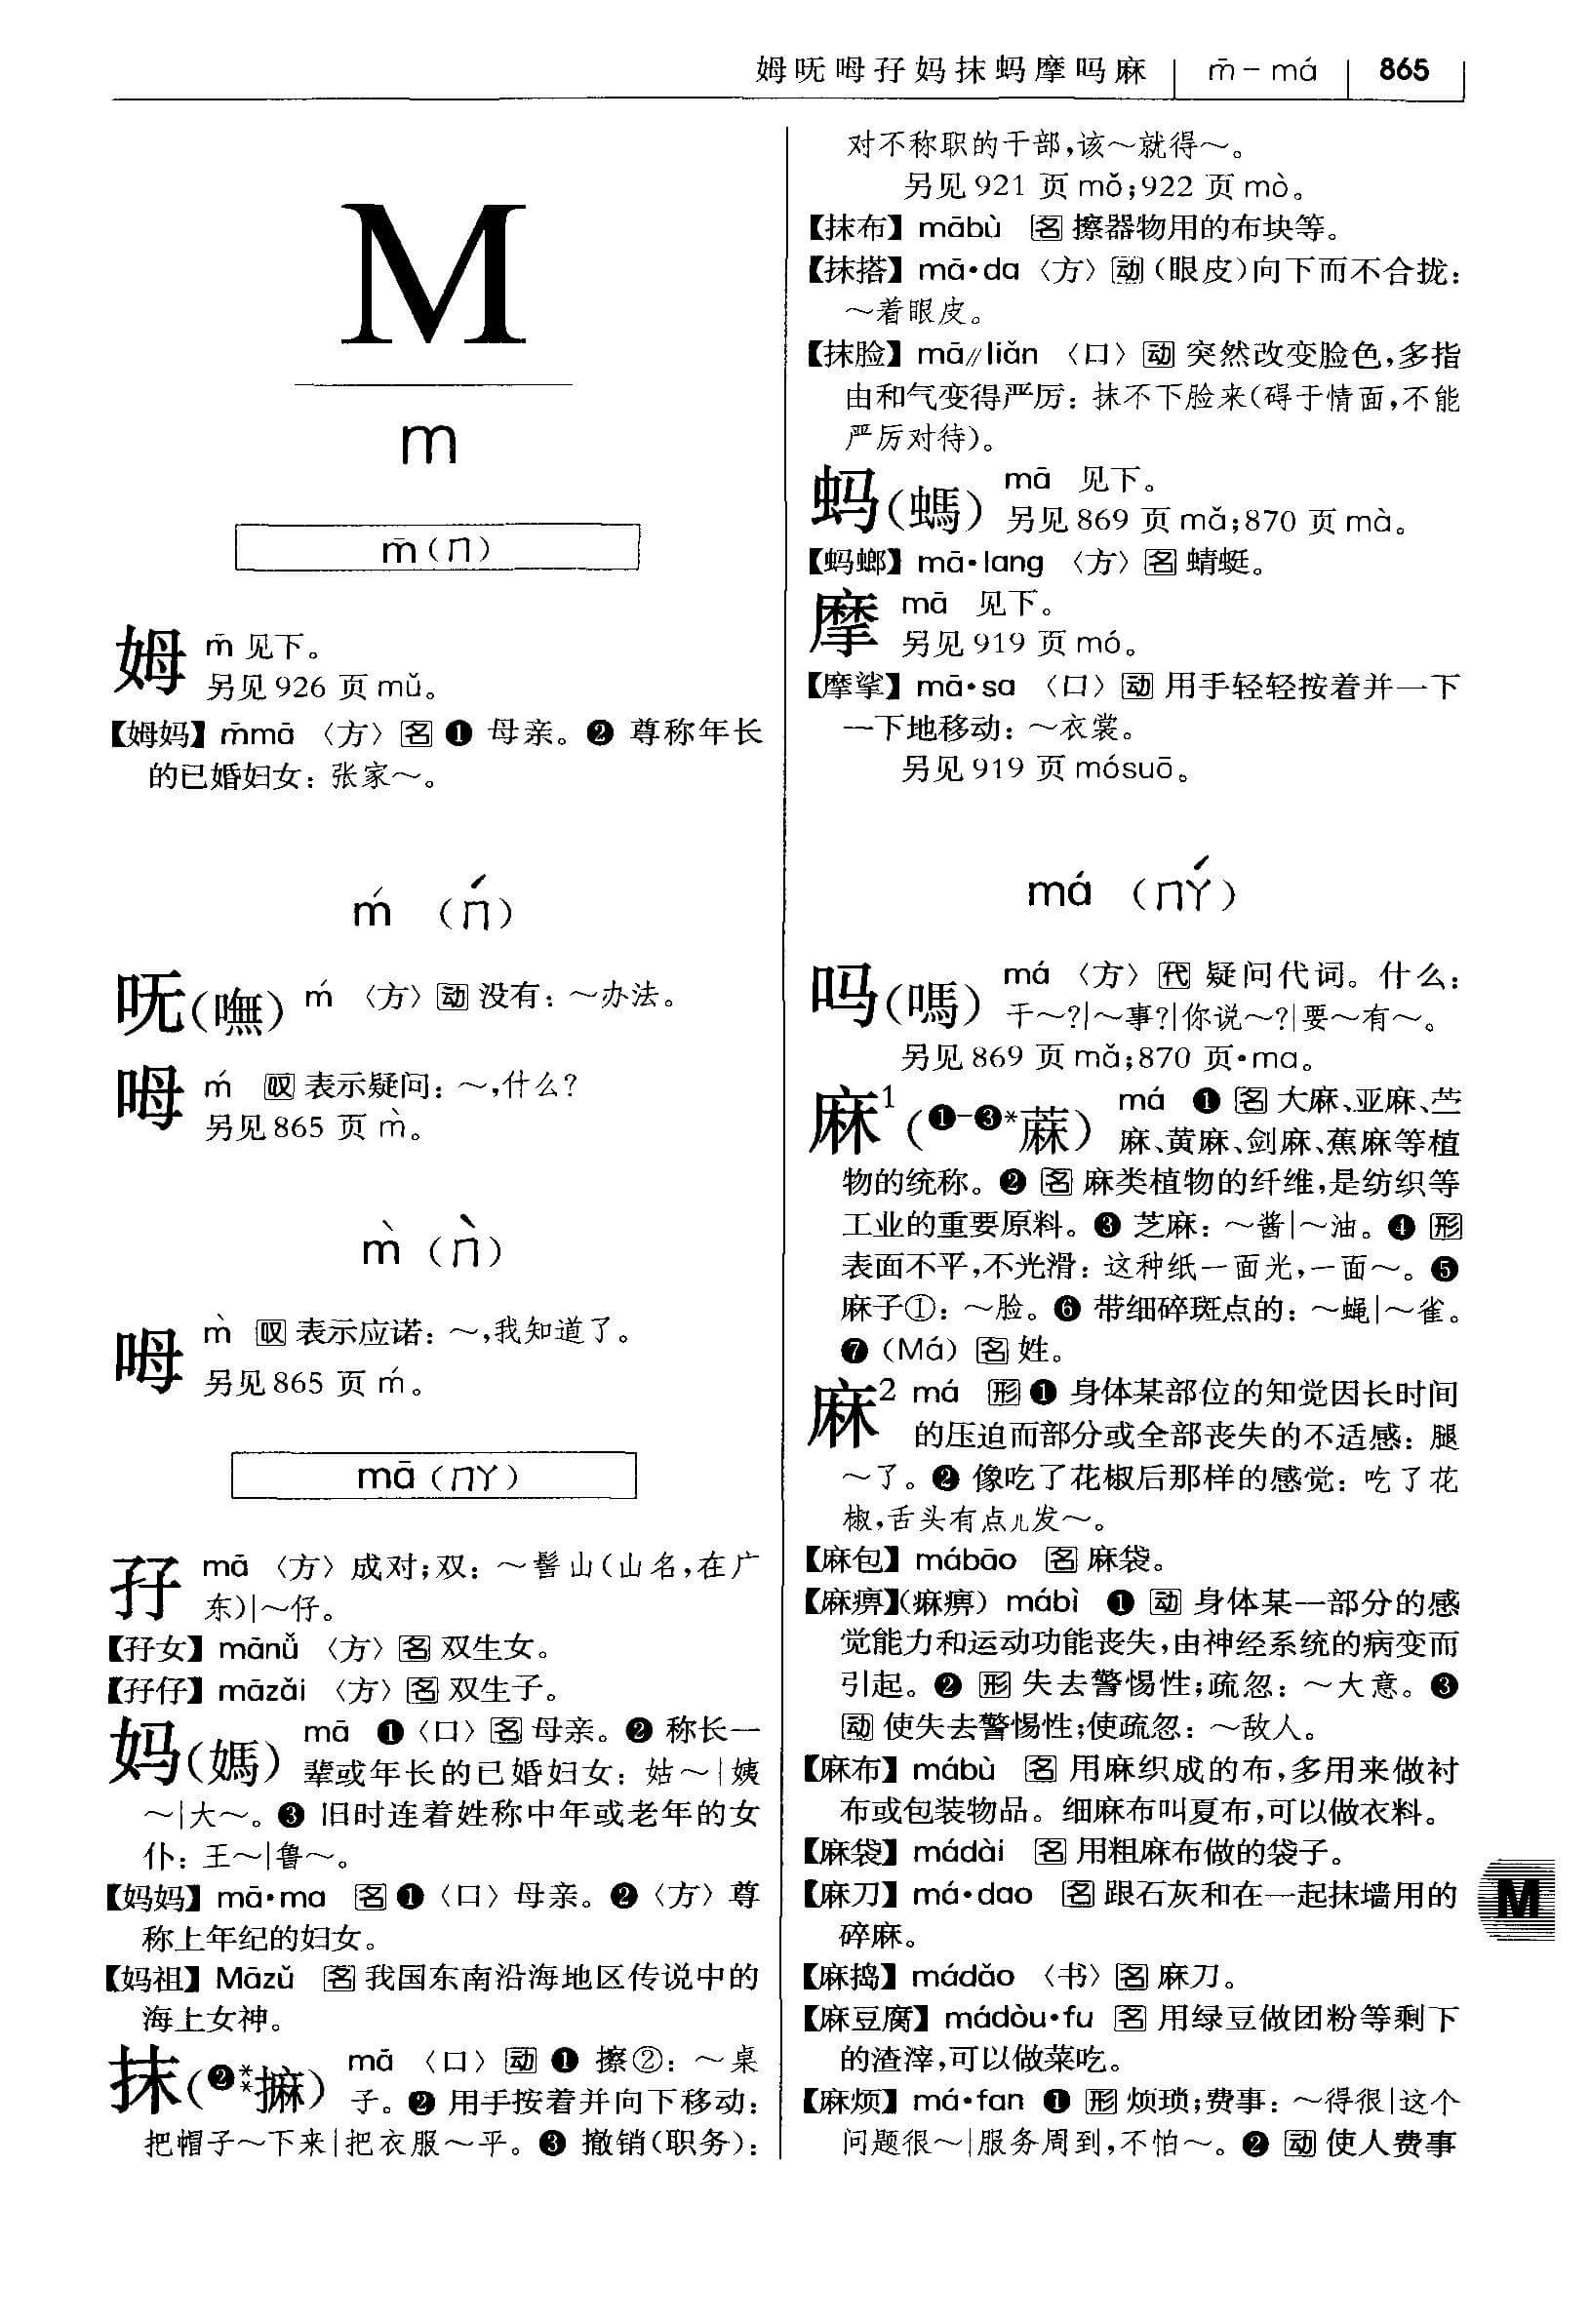 姆呒呣孖妈抹蚂摩吗麻 m̄ – má 865
M
m
m̄（ㄇ）
姆 m̄ 见下。
另见 926 页 mǔ。
【姆妈】m̄mā 〈方〉[名] ❶ 母亲。❷ 尊称年长
的已婚妇女：张家～。
ḿ （ㄇˊ）
呒（嘸） ḿ 〈方〉[动] 没有：～办法。
呣 ḿ [叹] 表示疑问：～，什么？
另见 865 页 m̀。
m̀（ㄇˋ）
呣 m̀ [叹] 表示应诺：～，我知道了。
另见 865 页 ḿ。
mā（ㄇㄚ）
孖 mā 〈方〉成对；双：～髻山（山名，在广
东）|～仔。
【孖女】mānǚ 〈方〉[名] 双生女。
【孖仔】māzǎi 〈方〉[名] 双生子。
妈（媽） mā ❶〈口〉[名] 母亲。❷ 称长一
辈或年长的已婚妇女：姑～|姨
～|大～。❸ 旧时连着姓称中年或老年的女
仆：王～|鲁～。
【妈妈】mā·ma [名] ❶〈口〉母亲。❷〈方〉尊
称上年纪的妇女。
【妈祖】Māzǔ [名] 我国东南沿海地区传说中的
海上女神。
抹（❷**擵） mā 〈口〉[动] ❶ 擦②：～桌
子。❷ 用手按着并向下移动：
把帽子～下来|把衣服～平。❸ 撤销（职务）：
对不称职的干部，该～就得～。
另见 921 页 mǒ；922 页 mò。
【抹布】mābù [名] 擦器物用的布块等。
【抹搭】mā·da〈方〉[动]（眼皮）向下而不合拢：
～着眼皮。
【抹脸】mā//liǎn 〈口〉[动] 突然改变脸色，多指
由和气变得严厉：抹不下脸来（碍于情面，不能
严厉对待）。
蚂（螞） mā 见下。
另见 869 页 mǎ；870 页 mà。
【蚂螂】mā·lang 〈方〉[名] 蜻蜓。
摩 mā 见下。
另见 919 页 mó。
【摩挲】mā·sa 〈口〉[动] 用手轻轻按着并一下
一下地移动：～衣裳。
另见 919 页 mósuō。
má （ㄇㄚˊ）
吗（嗎） má 〈方〉[代] 疑问代词。什么：
干～？|～事？|你说～？|要～有～。
另见 869 页 mǎ；870 页·ma。
麻¹（❶-❸*蔴） má ❶ [名] 大麻、亚麻、苎
麻、黄麻、剑麻、蕉麻等植
物的统称。❷ [名] 麻类植物的纤维，是纺织等
工业的重要原料。❸ 芝麻：～酱|～油。❹ [形]
表面不平，不光滑：这种纸一面光，一面～。❺
麻子①：～脸。❻ 带细碎斑点的：～蝇|～雀。
❼（Má）[名] 姓。
麻² má [形] ❶ 身体某部位的知觉因长时间
的压迫而部分或全部丧失的不适感：腿
～了。❷ 像吃了花椒后那样的感觉：吃了花
椒，舌头有点儿发～。
【麻包】mábāo [名] 麻袋。
【麻痹】（痳痹）mábì ❶ [动] 身体某一部分的感
觉能力和运动功能丧失，由神经系统的病变而
引起。❷ [形] 失去警惕性；疏忽：～大意。❸
[动] 使失去警惕性；使疏忽：～敌人。
【麻布】mábù [名] 用麻织成的布，多用来做衬
布或包装物品。细麻布叫夏布，可以做衣料。
【麻袋】mádài [名] 用粗麻布做的袋子。
【麻刀】má·dao [名] 跟石灰和在一起抹墙用的
碎麻。
【麻捣】mádǎo 〈书〉[名] 麻刀。
【麻豆腐】mádòu·fu [名] 用绿豆做团粉等剩下
的渣滓，可以做菜吃。
【麻烦】má·fan ❶ [形] 烦琐；费事：～得很|这个
问题很～|服务周到，不怕～。❷ [动] 使人费事
M